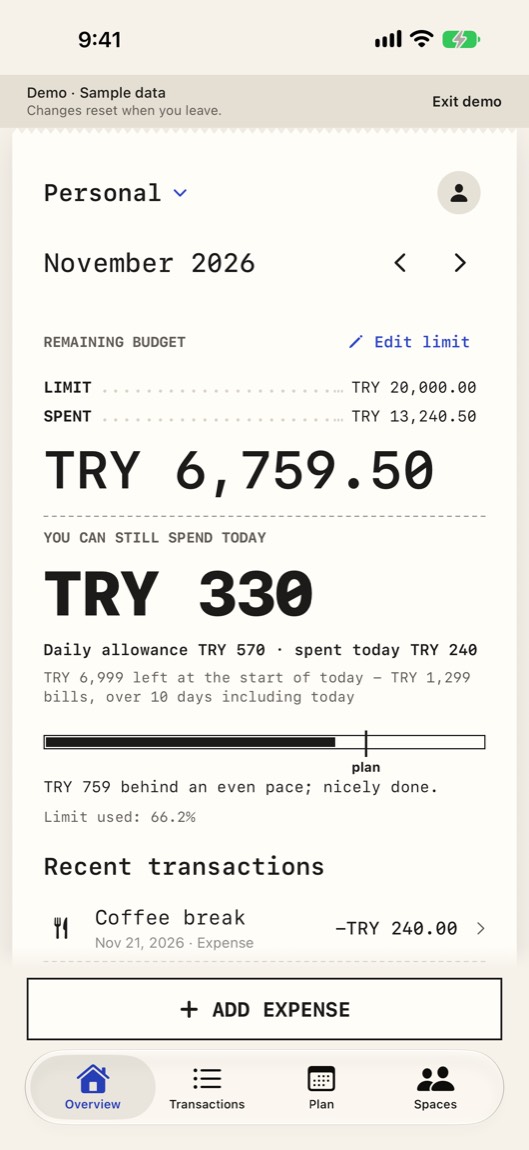 9:41
Demo · Sample data
Changes reset when you leave.
Exit demo
Personal
November 2026
REMAINING BUDGET
Edit limit
LIMIT TRY 20,000.00
SPENT TRY 13,240.50
TRY 6,759.50
YOU CAN STILL SPEND TODAY
TRY 330
Daily allowance TRY 570 · spent today TRY 240
TRY 6,999 left at the start of today − TRY 1,299
bills, over 10 days including today
plan
TRY 759 behind an even pace; nicely done.
Limit used: 66.2%
Recent transactions
Coffee break
−TRY 240.00
Nov 21, 2026 · Expense
+ ADD EXPENSE
Overview
Transactions
Plan
Spaces